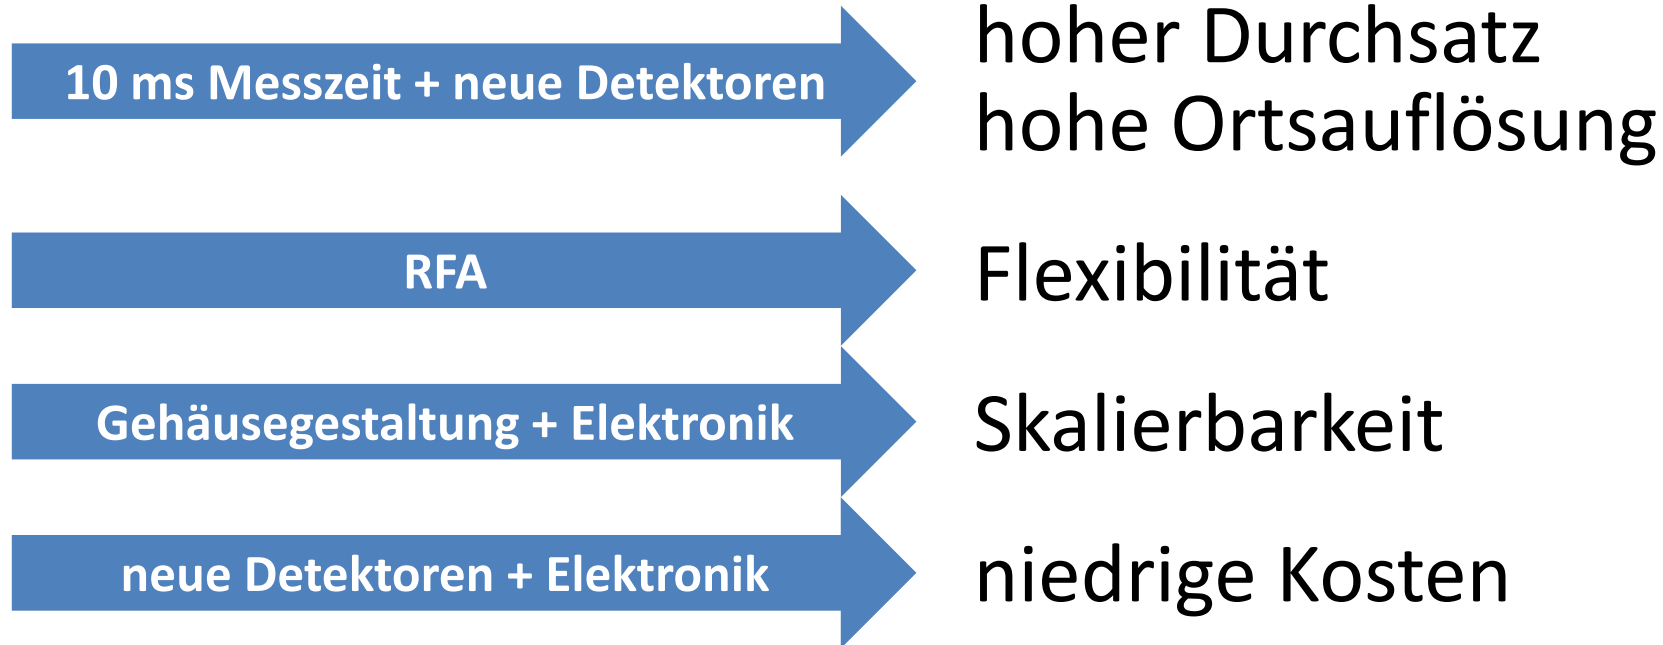 10 ms Messzeit + neue Detektoren
hoher Durchsatz
hohe Ortsauflösung
RFA
Flexibilität
Gehäusegestaltung + Elektronik
Skalierbarkeit
neue Detektoren + Elektronik
niedrige Kosten